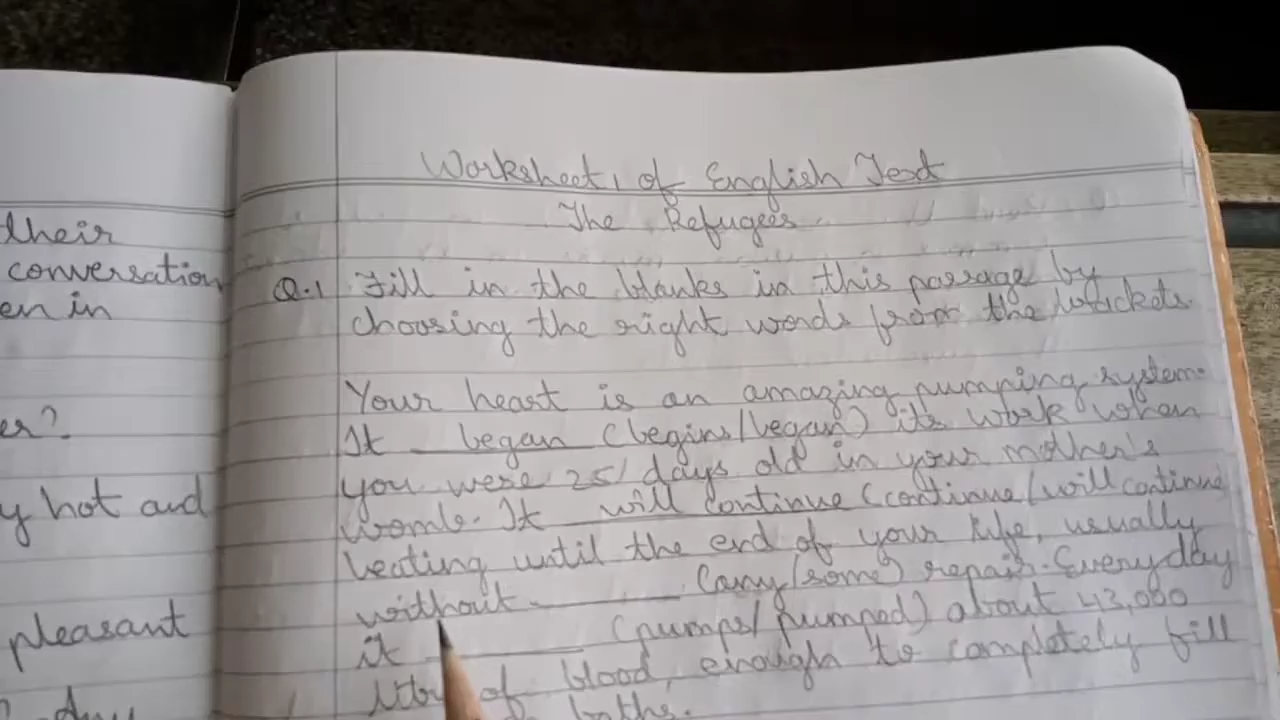 their
conversation
en in
er?
y hot and
pleasant
Worksheet 1 of English Text
The Refugees
Q.1 Fill in the blanks in this passage by
choosing the right words from the brackets.
Your heart is an amazing pumping system.
It began (begins/began) its work when
you were 25 days old in your mother's
womb. It will continue (continue/will continue)
beating until the end of your life, usually
without ______ (any/some) repair. Everyday
it ______ (pumps/pumped) about 43,000
of blood, enough to completely fill
baths.